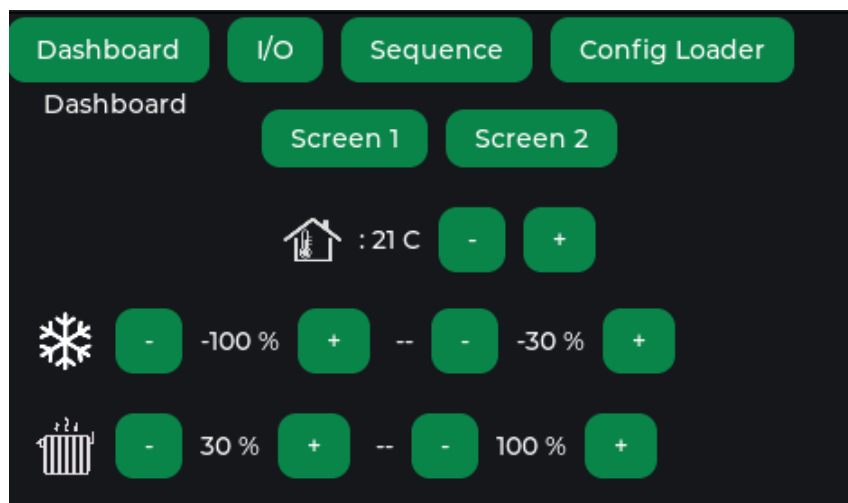 Dashboard I/O Sequence Config Loader
Dashboard
Screen 1 Screen 2
: 21 C - +
- -100 % + -- - -30 % +
- 30 % + -- - 100 % +